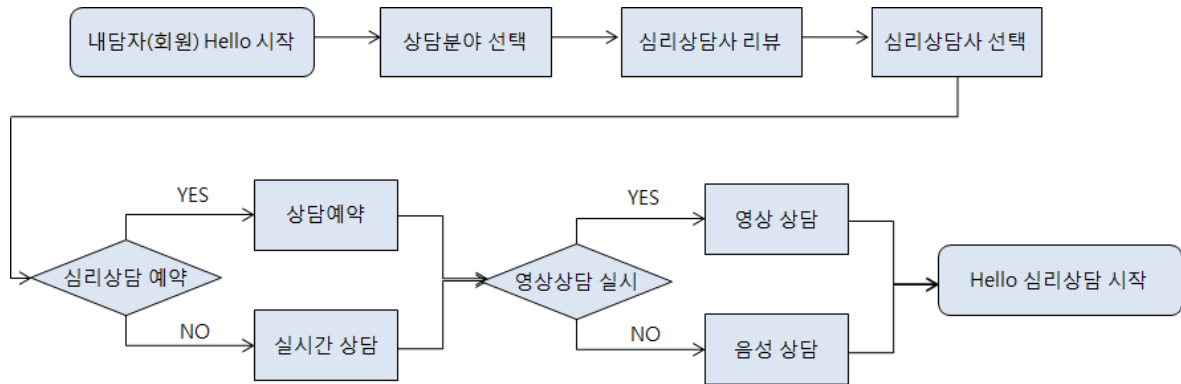 내담자(회원) Hello 시작
상담분야 선택
심리상담사 리뷰
심리상담사 선택
심리상담 예약
YES
상담예약
NO
실시간 상담
영상상담 실시
YES
영상 상담
NO
음성 상담
Hello 심리상담 시작